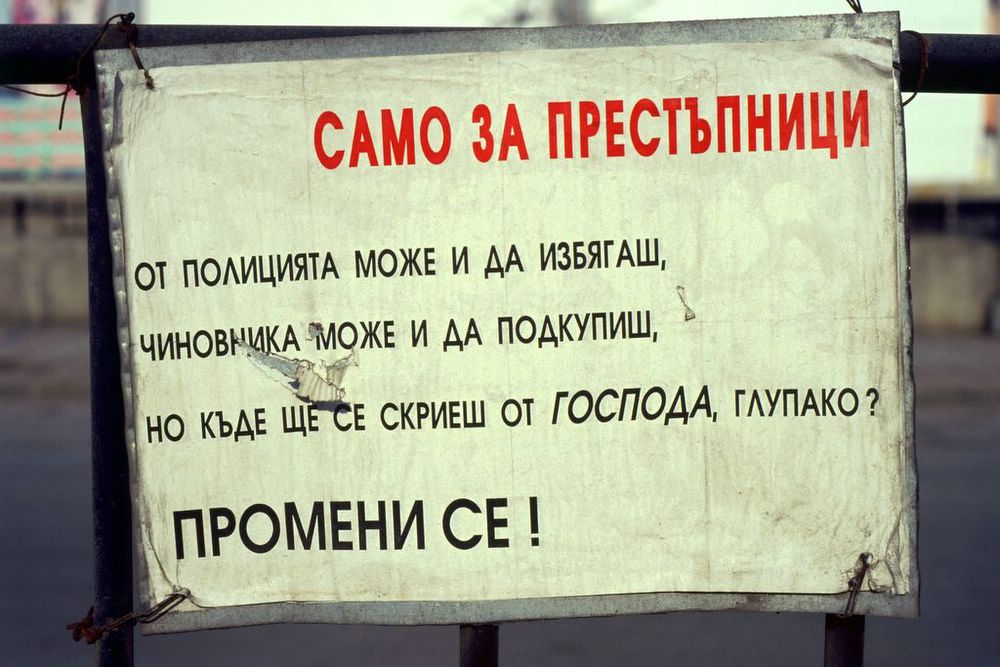 САМО ЗА ПРЕСТЪПНИЦИ
ОТ ПОЛИЦИЯТА МОЖЕ И ДА ИЗБЯГАШ,
ЧИНОВНИКА МОЖЕ И ДА ПОДКУПИШ,
НО КЪДЕ ЩЕ СЕ СКРИЕШ ОТ ГОСПОДА, ГЛУПАКО?
ПРОМЕНИ СЕ!